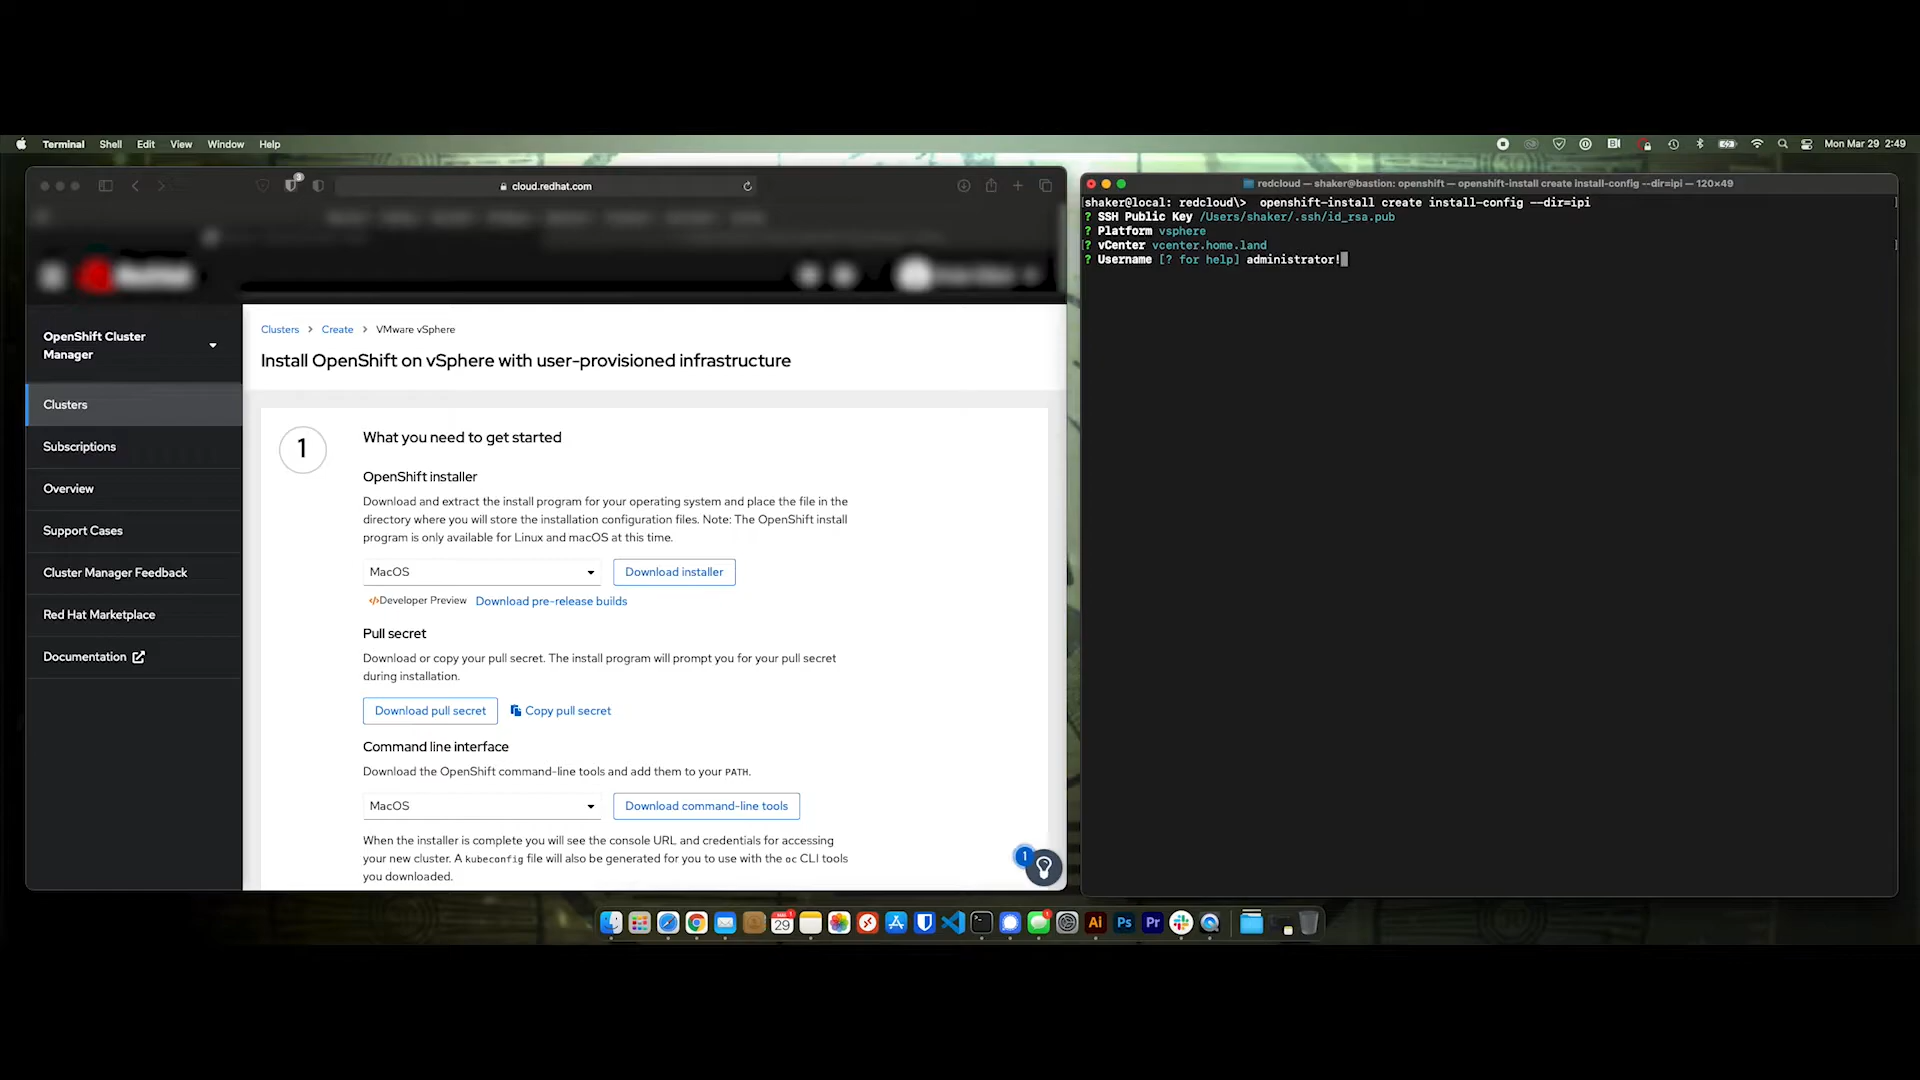 Terminal Shell Edit View Window Help
Mon Mar 29 2:49
3
cloud.redhat.com
OpenShift Cluster
Manager
Clusters
Subscriptions
Overview
Support Cases
Cluster Manager Feedback
Red Hat Marketplace
Documentation
Clusters > Create > VMware vSphere
Install OpenShift on vSphere with user-provisioned infrastructure
1
What you need to get started
OpenShift installer
Download and extract the install program for your operating system and place the file in the
directory where you will store the installation configuration files. Note: The OpenShift install
program is only available for Linux and macOS at this time.
MacOS
Download installer
</>Developer Preview Download pre-release builds
Pull secret
Download or copy your pull secret. The install program will prompt you for your pull secret
during installation.
Download pull secret
Copy pull secret
Command line interface
Download the OpenShift command-line tools and add them to your PATH.
MacOS
Download command-line tools
When the installer is complete you will see the console URL and credentials for accessing
your new cluster. A kubeconfig file will also be generated for you to use with the oc CLI tools
you downloaded.
1
redcloud — shaker@bastion: openshift — openshift-install create install-config --dir=ipi — 120×49
[shaker@local: redcloud\> openshift-install create install-config --dir=ipi ]
? SSH Public Key /Users/shaker/.ssh/id_rsa.pub
? Platform vsphere
[? vCenter vcenter.home.land ]
? Username [? for help] administrator!
29
Ai
Ps
Pr